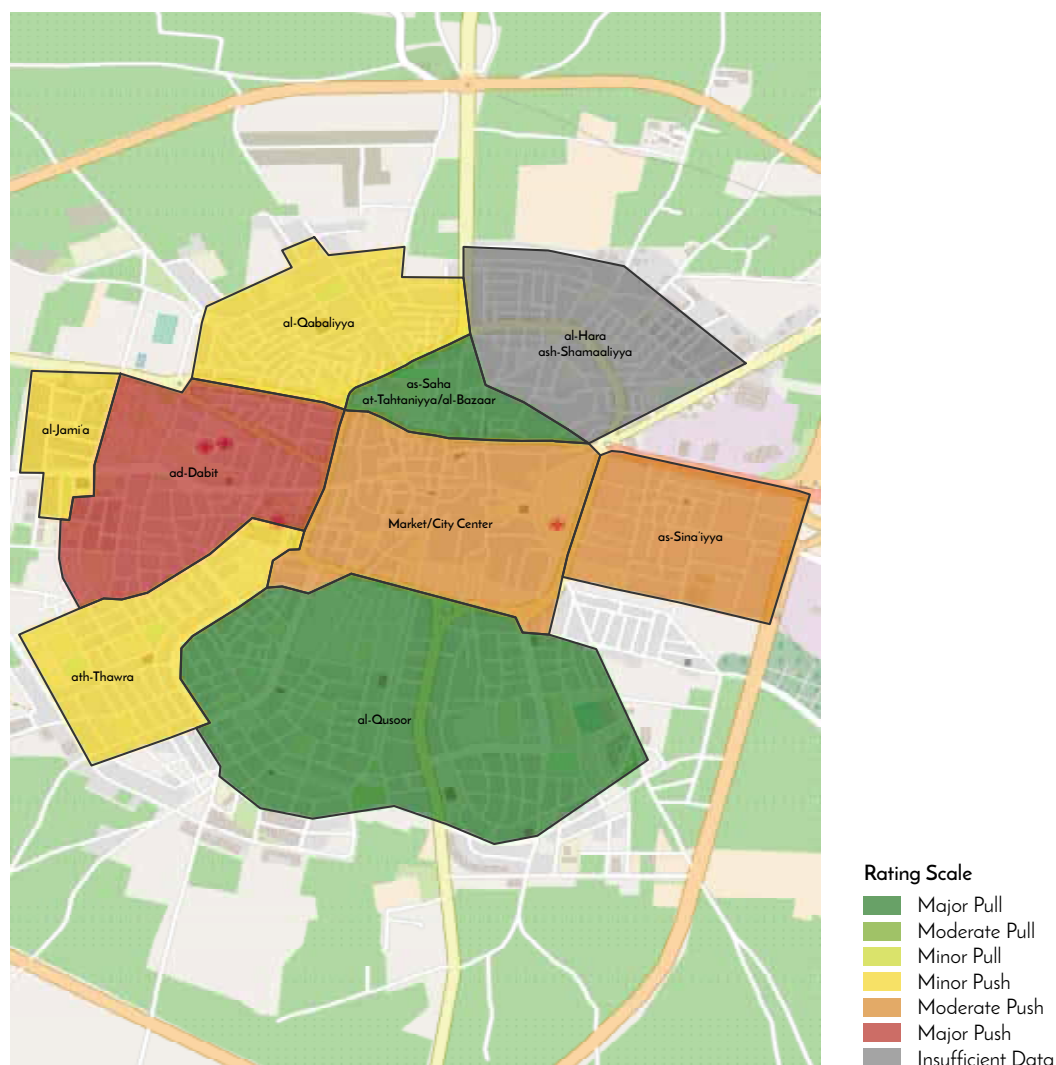 al-Qabaliyya
al-Hara
ash-Shamaaliyya
as-Saha
at-Tahtaniyya/al-Bazaar
al-Jami'a
ad-Dabit
Market/City Center
as-Sina'iyya
ath-Thawra
al-Qusoor
Rating Scale
Major Pull
Moderate Pull
Minor Pull
Minor Push
Moderate Push
Major Push
Insufficient Data